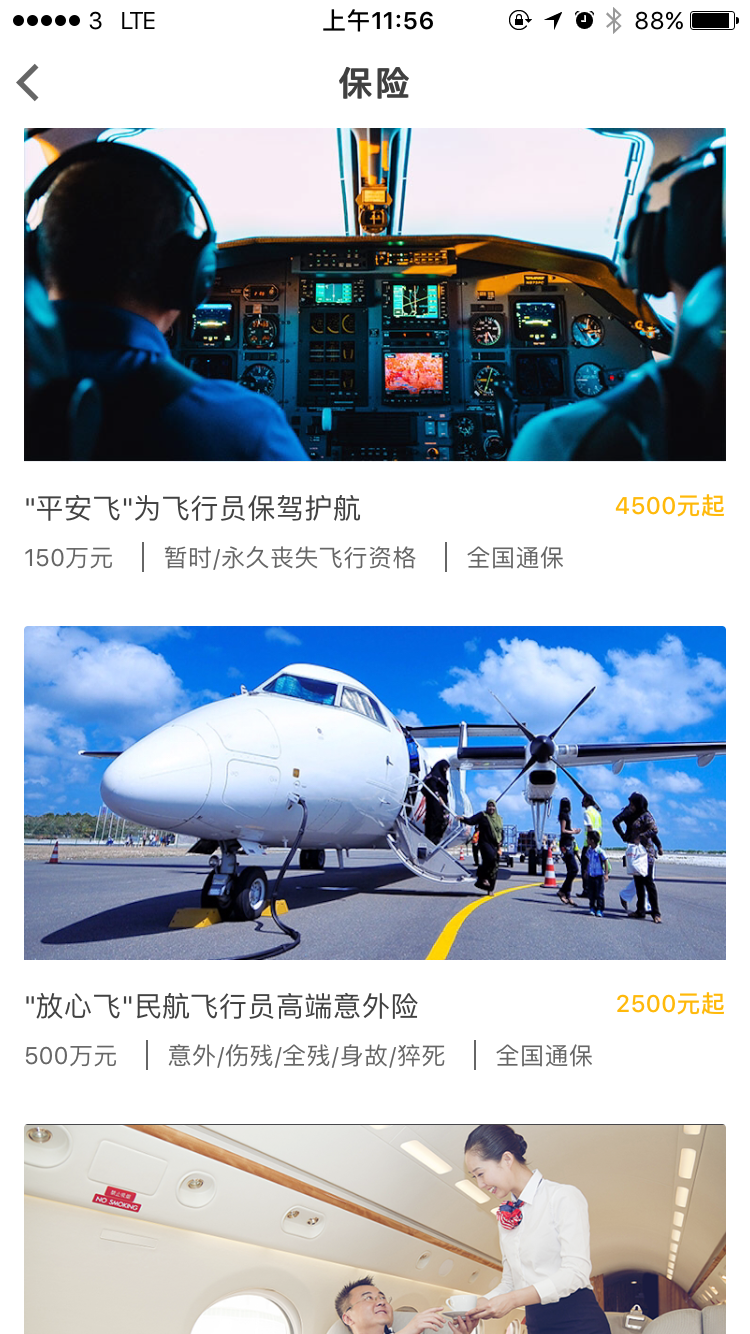 3 LTE 上午11:56 88%
保险
"平安飞"为飞行员保驾护航 4500元起
150万元 | 暂时/永久丧失飞行资格 | 全国通保
"放心飞"民航飞行员高端意外险 2500元起
500万元 | 意外/伤残/全残/身故/猝死 | 全国通保
NO SMOKING